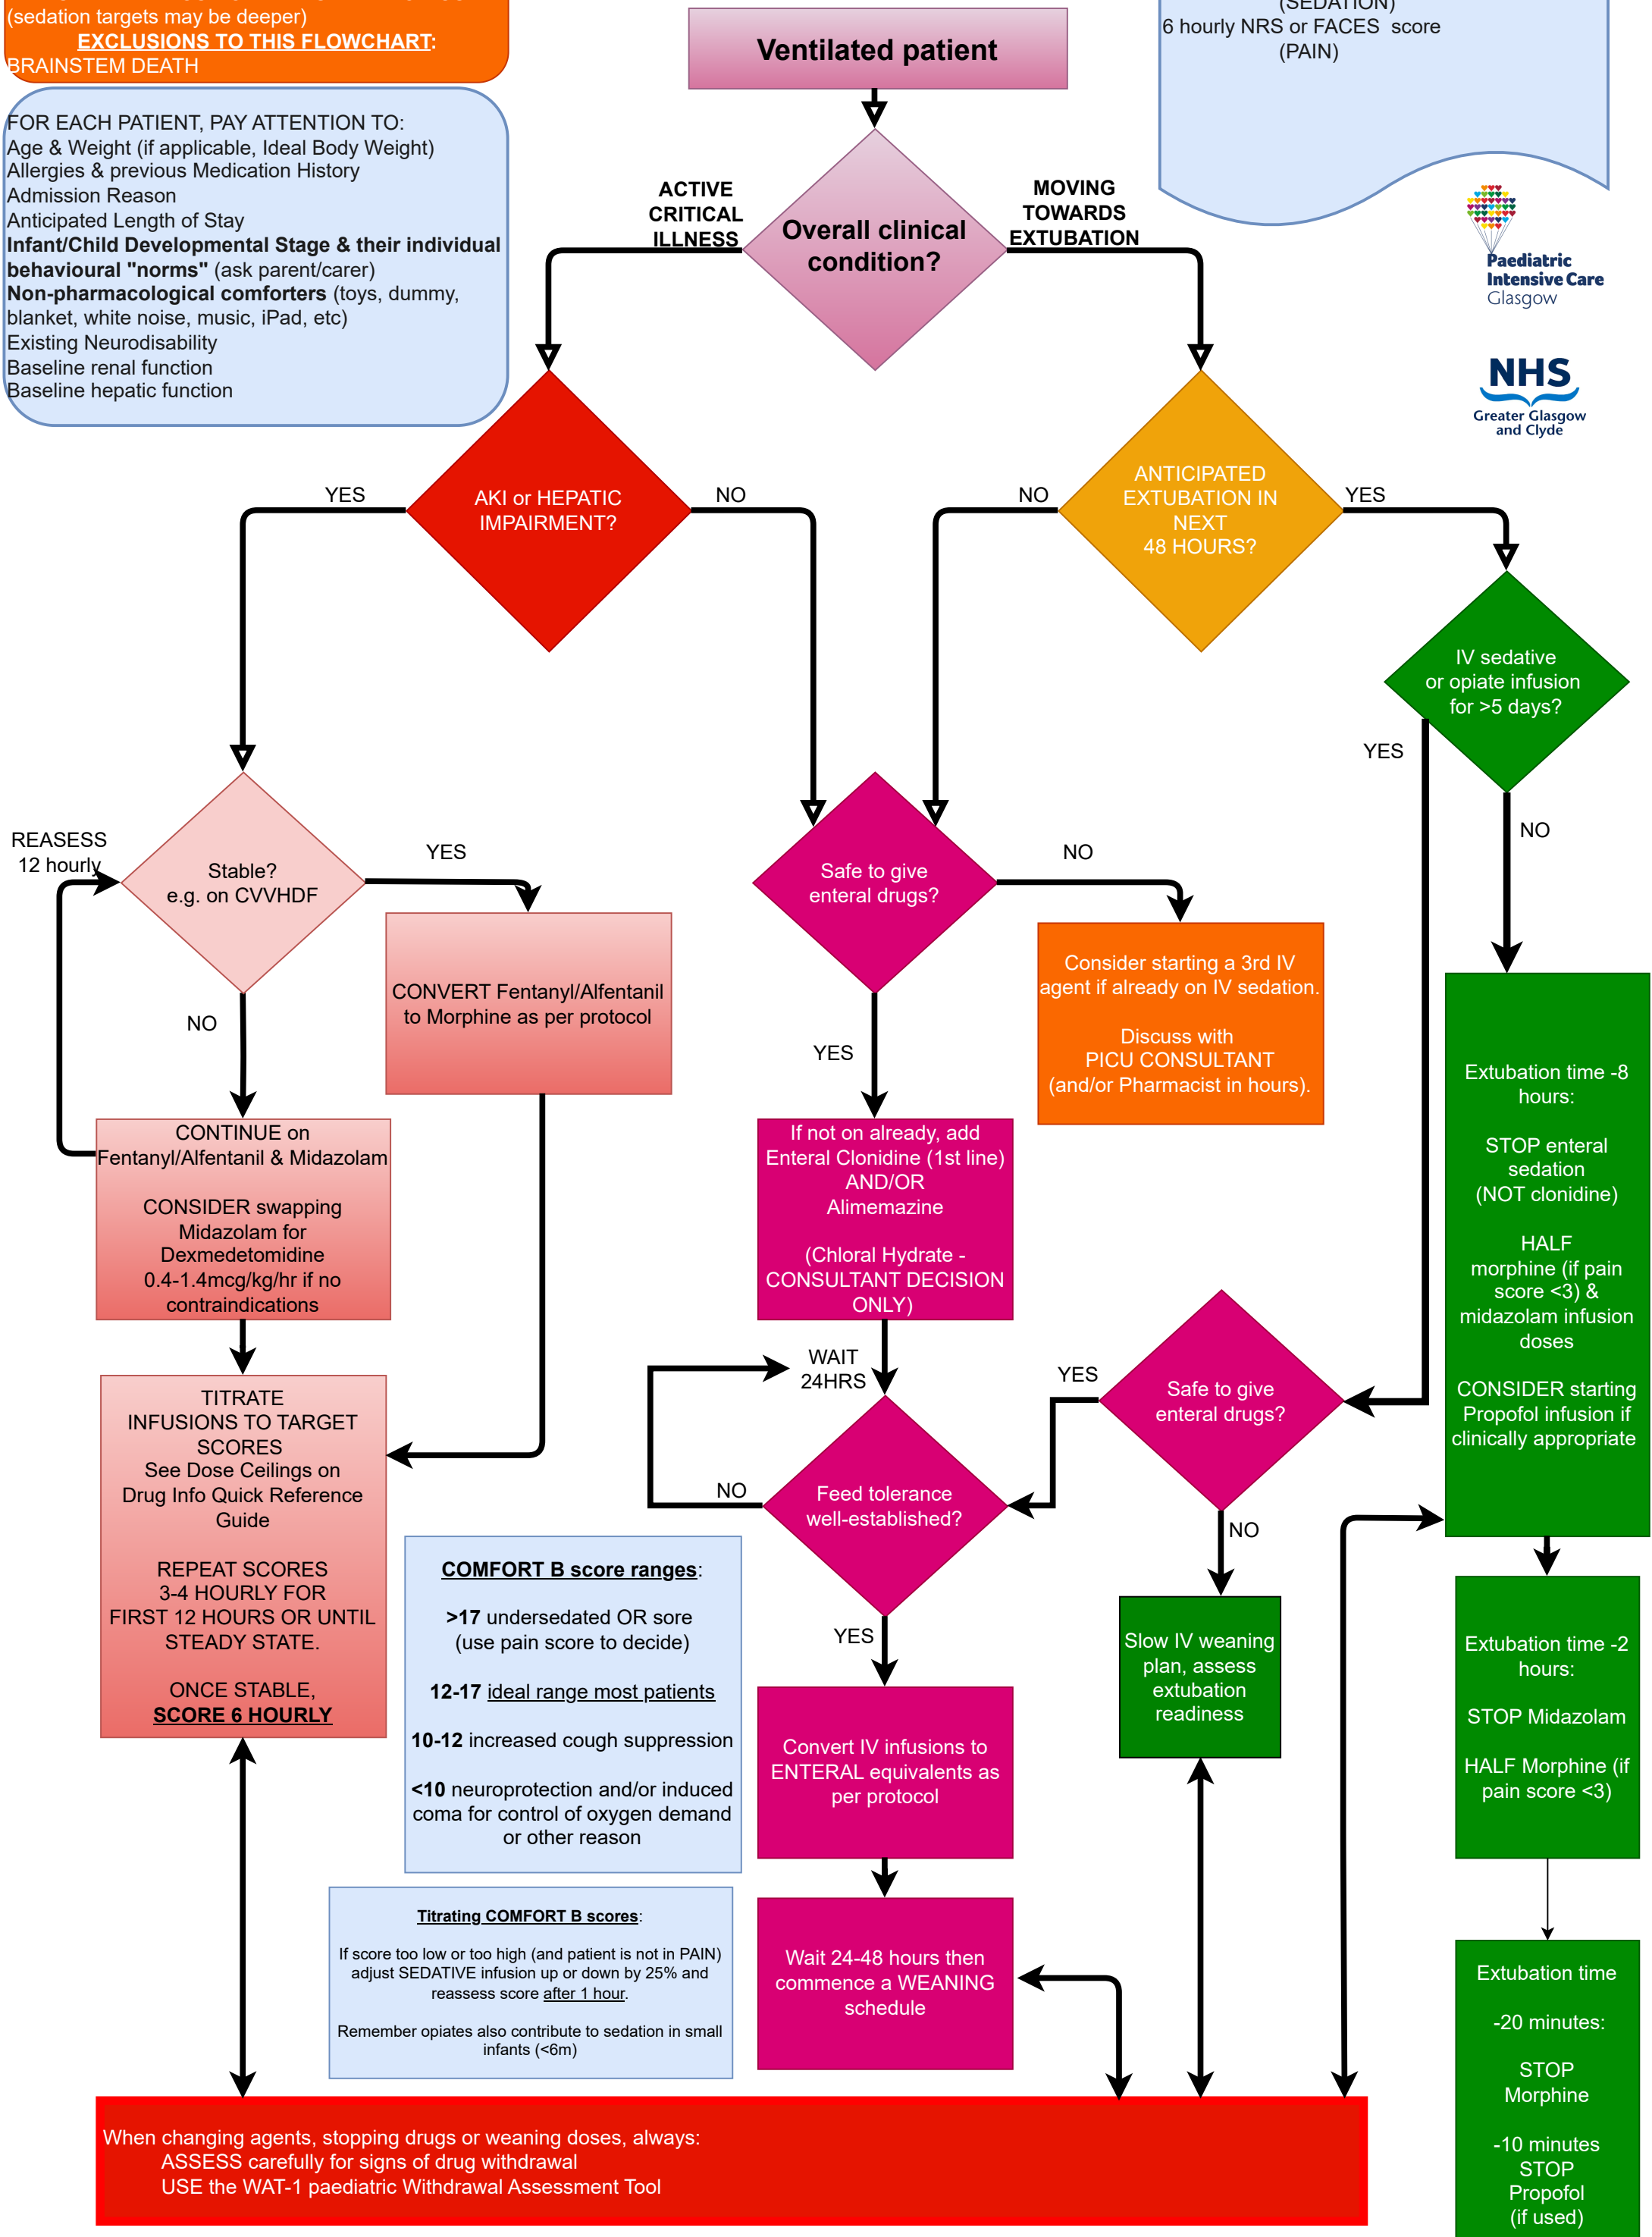 (sedation targets may be deeper)
EXCLUSIONS TO THIS FLOWCHART:
BRAINSTEM DEATH
(SEDATION)
6 hourly NRS or FACES score
(PAIN)
Ventilated patient
FOR EACH PATIENT, PAY ATTENTION TO:
Age & Weight (if applicable, Ideal Body Weight)
Allergies & previous Medication History
Admission Reason
Anticipated Length of Stay
Infant/Child Developmental Stage & their individual
behavioural "norms" (ask parent/carer)
Non-pharmacological comforters (toys, dummy,
blanket, white noise, music, iPad, etc)
Existing Neurodisability
Baseline renal function
Baseline hepatic function
ACTIVE
CRITICAL
ILLNESS
Overall clinical
condition?
MOVING
TOWARDS
EXTUBATION
Paediatric
Intensive Care
Glasgow
NHS
Greater Glasgow
and Clyde
YES
AKI or HEPATIC
IMPAIRMENT?
NO
NO
ANTICIPATED
EXTUBATION IN
NEXT
48 HOURS?
YES
IV sedative
or opiate infusion
for >5 days?
YES
NO
REASESS
12 hourly
Stable?
e.g. on CVVHDF
YES
NO
CONVERT Fentanyl/Alfentanil
to Morphine as per protocol
Safe to give
enteral drugs?
NO
YES
Consider starting a 3rd IV
agent if already on IV sedation.
Discuss with
PICU CONSULTANT
(and/or Pharmacist in hours).
CONTINUE on
Fentanyl/Alfentanil & Midazolam
CONSIDER swapping
Midazolam for
Dexmedetomidine
0.4-1.4mcg/kg/hr if no
contraindications
If not on already, add
Enteral Clonidine (1st line)
AND/OR
Alimemazine
(Chloral Hydrate -
CONSULTANT DECISION
ONLY)
Extubation time -8
hours:
STOP enteral
sedation
(NOT clonidine)
HALF
morphine (if pain
score <3) &
midazolam infusion
doses
CONSIDER starting
Propofol infusion if
clinically appropriate
TITRATE
INFUSIONS TO TARGET
SCORES
See Dose Ceilings on
Drug Info Quick Reference
Guide
REPEAT SCORES
3-4 HOURLY FOR
FIRST 12 HOURS OR UNTIL
STEADY STATE.
ONCE STABLE,
SCORE 6 HOURLY
WAIT
24HRS
NO
Feed tolerance
well-established?
YES
YES
Safe to give
enteral drugs?
NO
COMFORT B score ranges:
>17 undersedated OR sore
(use pain score to decide)
12-17 ideal range most patients
10-12 increased cough suppression
<10 neuroprotection and/or induced
coma for control of oxygen demand
or other reason
Slow IV weaning
plan, assess
extubation
readiness
Extubation time -2
hours:
STOP Midazolam
HALF Morphine (if
pain score <3)
Convert IV infusions to
ENTERAL equivalents as
per protocol
Titrating COMFORT B scores:
If score too low or too high (and patient is not in PAIN)
adjust SEDATIVE infusion up or down by 25% and
reassess score after 1 hour.
Remember opiates also contribute to sedation in small
infants (<6m)
Wait 24-48 hours then
commence a WEANING
schedule
Extubation time
-20 minutes:
STOP
Morphine
-10 minutes
STOP
Propofol
(if used)
When changing agents, stopping drugs or weaning doses, always:
ASSESS carefully for signs of drug withdrawal
USE the WAT-1 paediatric Withdrawal Assessment Tool